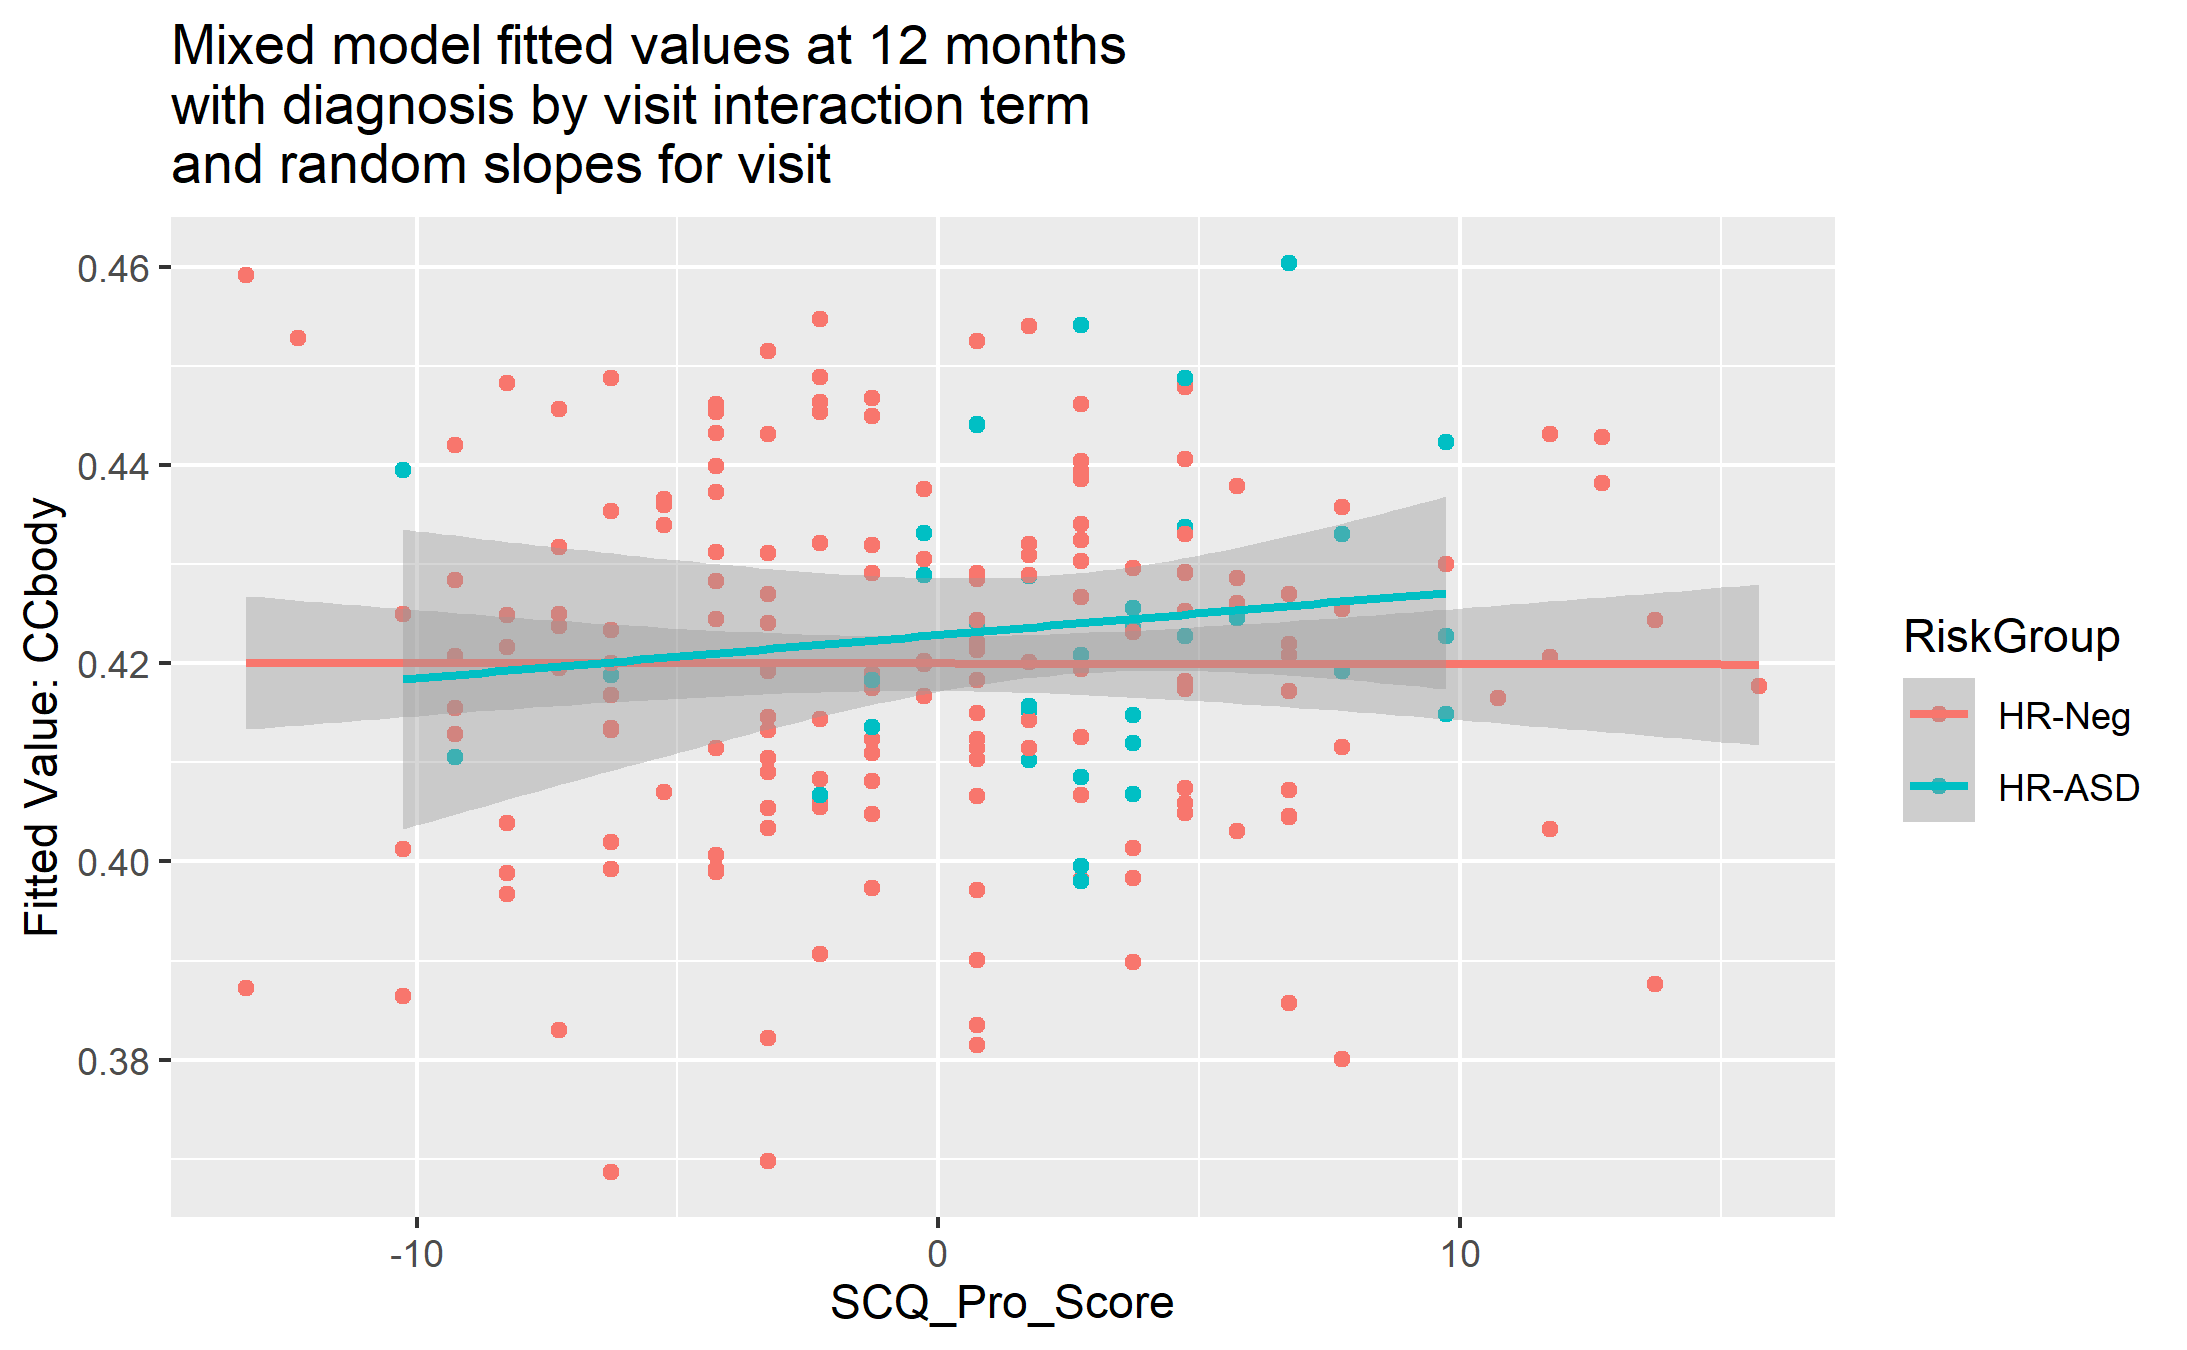 Mixed model fitted values at 12 months
with diagnosis by visit interaction term
and random slopes for visit
Fitted Value: CCbody
0.46
0.44
0.42
0.40
0.38
-10
0
10
SCQ_Pro_Score
RiskGroup
HR-Neg
HR-ASD